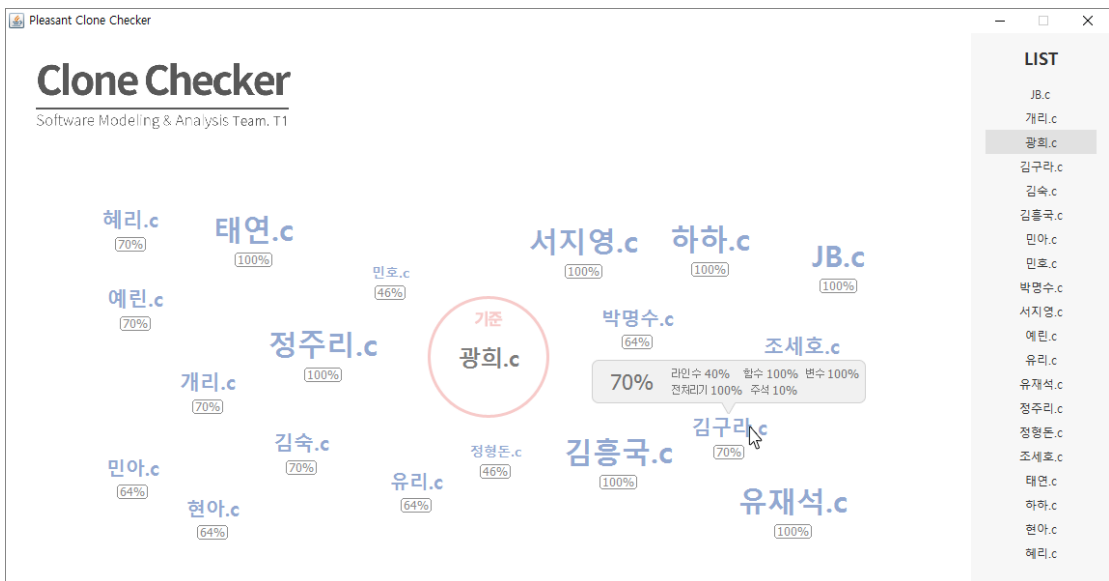 Pleasant Clone Checker
Clone Checker
Software Modeling & Analysis Team. T1
혜리.c
70%
태연.c
100%
민호.c
46%
서지영.c
100%
하하.c
100%
JB.c
100%
예린.c
70%
정주리.c
100%
기준
광희.c
박명수.c
64%
조세호.c
70% 라인수 40% 함수 100% 변수 100%
전처리기 100% 주석 10%
개리.c
70%
김구라.c
70%
김숙.c
70%
정형돈.c
46%
김흥국.c
100%
민아.c
64%
유리.c
64%
현아.c
64%
유재석.c
100%
LIST
JB.c
개리.c
광희.c
김구라.c
김숙.c
김흥국.c
민아.c
민호.c
박명수.c
서지영.c
예린.c
유리.c
유재석.c
정주리.c
정형돈.c
조세호.c
태연.c
하하.c
현아.c
혜리.c